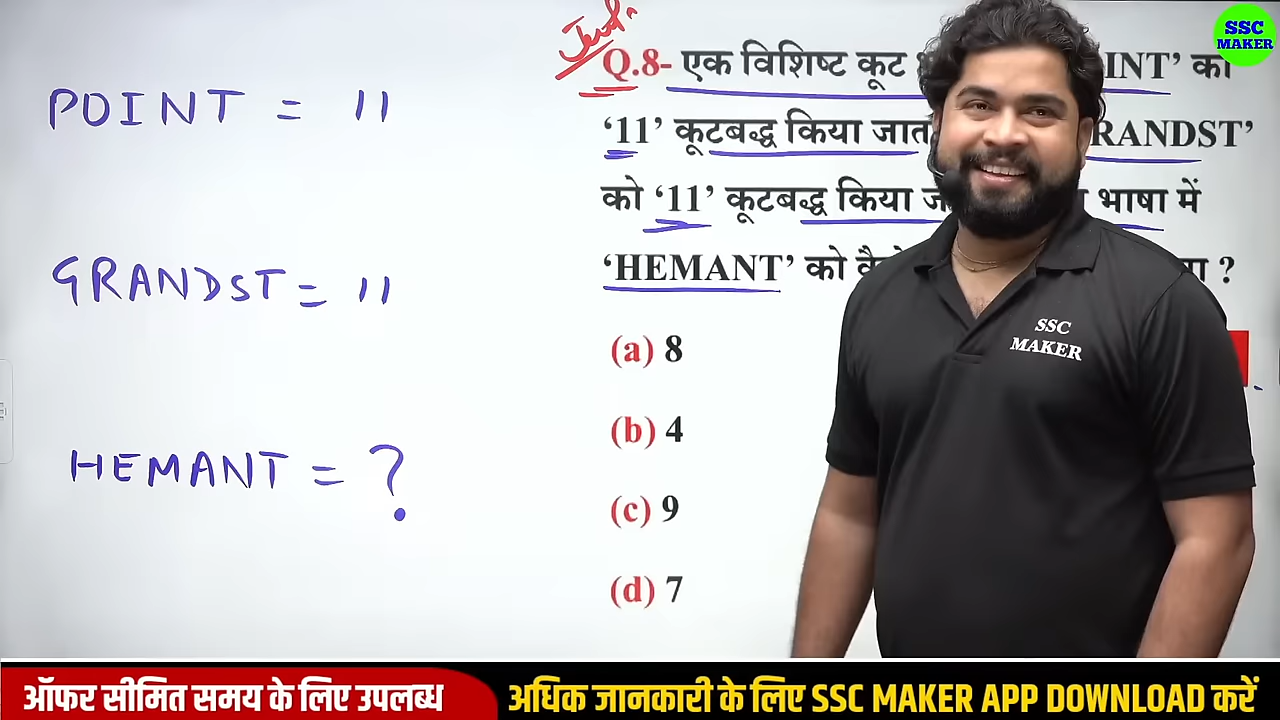 SSC
MAKER
Q.8- एक विशिष्ट कूट INT’ को
‘11’ कूटबद्ध किया जात RANDST’
को ‘11’ कूटबद्ध किया ज भाषा में
‘HEMANT’ को ?
(a) 8
(b) 4
(c) 9
(d) 7
POINT = 11
GRANDST = 11
HEMANT = ?
SSC
MAKER
ऑफर सीमित समय के लिए उपलब्ध
अधिक जानकारी के लिए SSC MAKER APP DOWNLOAD करें